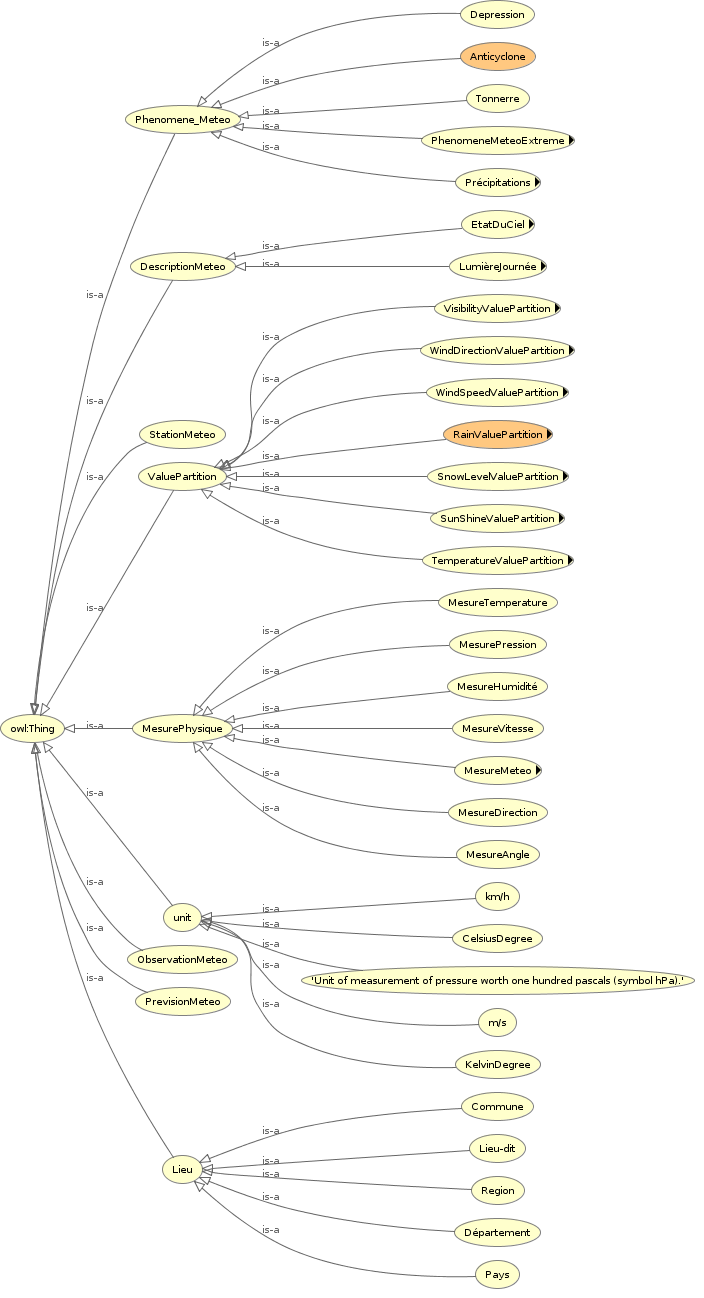 Depression
is-a
Anticyclone
is-a
Tonnerre
is-a
Phenomene_Meteo
is-a
PhenomeneMeteoExtreme
is-a
Précipitations
EtatDuCiel
is-a
DescriptionMeteo
is-a
LumièreJournée
is-a
VisibilityValuePartition
is-a
WindDirectionValuePartition
is-a
WindSpeedValuePartition
is-a
is-a
StationMeteo
RainValuePartition
is-a
ValuePartition
is-a
is-a
SnowLevelValuePartition
is-a
SunShineValuePartition
is-a
TemperatureValuePartition
MesureTemperature
is-a
is-a
MesurePression
is-a
MesureHumidité
is-a
owl:Thing
is-a
MesurePhysique
is-a
MesureVitesse
is-a
MesureMeteo
is-a
is-a
MesureDirection
is-a
MesureAngle
is-a
km/h
is-a
unit
is-a
CelsiusDegree
is-a
is-a
ObservationMeteo
is-a
'Unit of measurement of pressure worth one hundred pascals (symbol hPa).'
is-a
PrevisionMeteo
is-a
m/s
KelvinDegree
Commune
is-a
Lieu-dit
is-a
Lieu
is-a
Region
is-a
Département
is-a
Pays